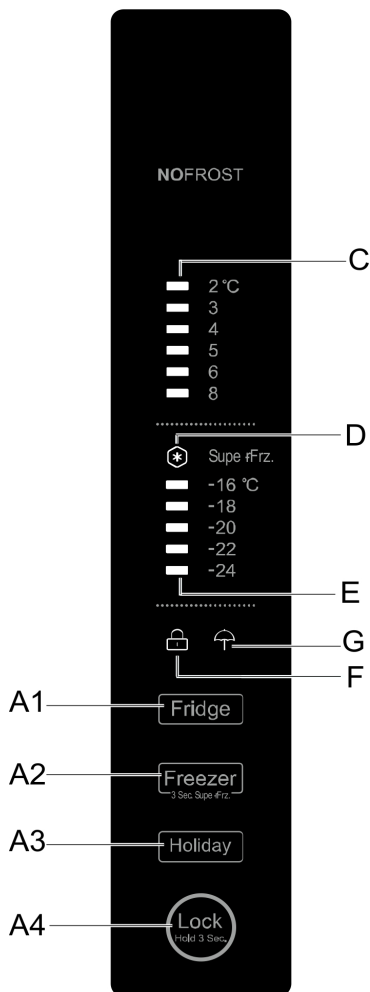 NOFROST
C
2 °C
3
4
5
6
8
D
Supe rFrz.
-16 °C
-18
-20
-22
-24
E
G
F
A1
Fridge
A2
Freezer
3 Sec. Supe rFrz.
A3
Holiday
A4
Lock
Hold 3 Sec.